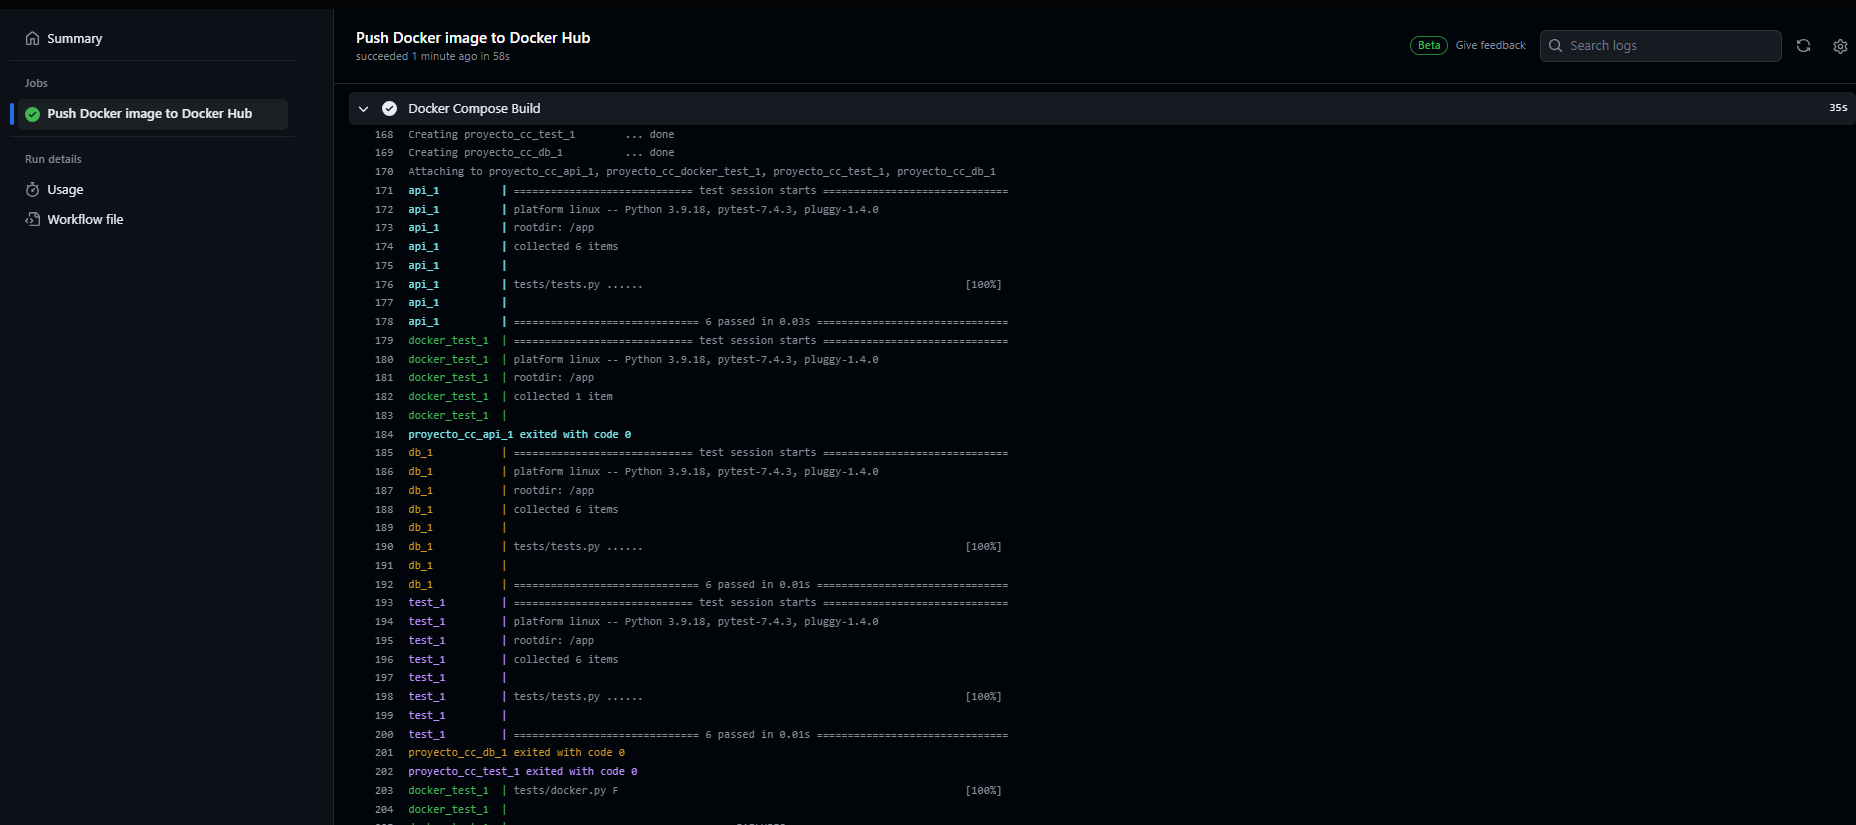 Summary
Jobs
Push Docker image to Docker Hub
Run details
Usage
Workflow file
Push Docker image to Docker Hub
succeeded 1 minute ago in 58s
Beta Give feedback Search logs
Docker Compose Build 35s
168 Creating proyecto_cc_test_1 ... done
169 Creating proyecto_cc_db_1 ... done
170 Attaching to proyecto_cc_api_1, proyecto_cc_docker_test_1, proyecto_cc_test_1, proyecto_cc_db_1
171 api_1 | ============================= test session starts ==============================
172 api_1 | platform linux -- Python 3.9.18, pytest-7.4.3, pluggy-1.4.0
173 api_1 | rootdir: /app
174 api_1 | collected 6 items
175 api_1 |
176 api_1 | tests/tests.py ...... [100%]
177 api_1 |
178 api_1 | ============================== 6 passed in 0.03s ===============================
179 docker_test_1 | ============================= test session starts ==============================
180 docker_test_1 | platform linux -- Python 3.9.18, pytest-7.4.3, pluggy-1.4.0
181 docker_test_1 | rootdir: /app
182 docker_test_1 | collected 1 item
183 docker_test_1 |
184 proyecto_cc_api_1 exited with code 0
185 db_1 | ============================= test session starts ==============================
186 db_1 | platform linux -- Python 3.9.18, pytest-7.4.3, pluggy-1.4.0
187 db_1 | rootdir: /app
188 db_1 | collected 6 items
189 db_1 |
190 db_1 | tests/tests.py ...... [100%]
191 db_1 |
192 db_1 | ============================== 6 passed in 0.01s ===============================
193 test_1 | ============================= test session starts ==============================
194 test_1 | platform linux -- Python 3.9.18, pytest-7.4.3, pluggy-1.4.0
195 test_1 | rootdir: /app
196 test_1 | collected 6 items
197 test_1 |
198 test_1 | tests/tests.py ...... [100%]
199 test_1 |
200 test_1 | ============================== 6 passed in 0.01s ===============================
201 proyecto_cc_db_1 exited with code 0
202 proyecto_cc_test_1 exited with code 0
203 docker_test_1 | tests/docker.py F [100%]
204 docker_test_1 |